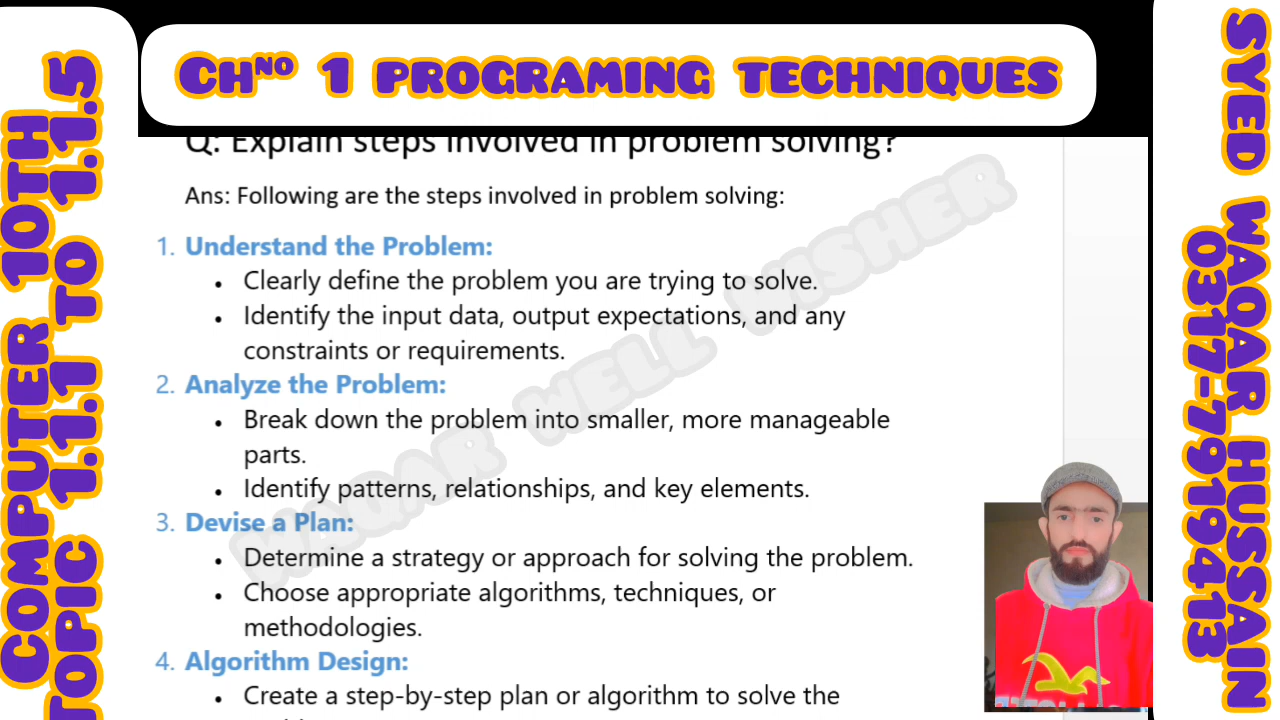 Chno 1 PROGRAMING TECHNIQUES
COMPUTER 10TH
TOPIC 1.1.1 TO 1.1.5
Q: Explain steps involved in problem solving?
Ans: Following are the steps involved in problem solving:
1. Understand the Problem:
• Clearly define the problem you are trying to solve.
• Identify the input data, output expectations, and any
constraints or requirements.
2. Analyze the Problem:
• Break down the problem into smaller, more manageable
parts.
• Identify patterns, relationships, and key elements.
3. Devise a Plan:
• Determine a strategy or approach for solving the problem.
• Choose appropriate algorithms, techniques, or
methodologies.
4. Algorithm Design:
• Create a step-by-step plan or algorithm to solve the
WAQAR WELL WISHER
SYED WAQAR HUSSAIN
0317-7919413